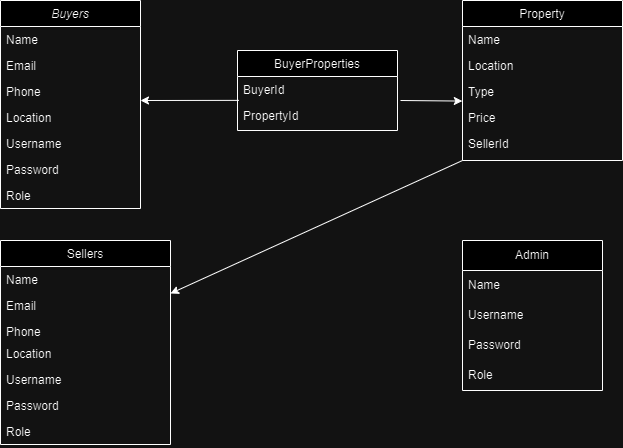 Buyers
Name
Email
Phone
Location
Username
Password
Role
BuyerProperties
BuyerId
PropertyId
Property
Name
Location
Type
Price
SellerId
Sellers
Name
Email
Phone
Location
Username
Password
Role
Admin
Name
Username
Password
Role